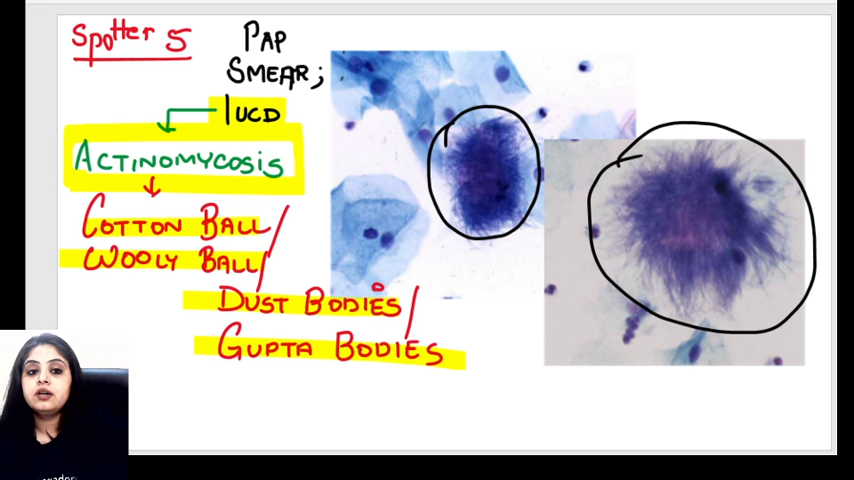 Spotter 5
PAP
SMEAR;
IUCD
ACTINOMYCOSIS
COTTON BALL/
WOOLY BALL/
DUST BODIES/
GUPTA BODIES